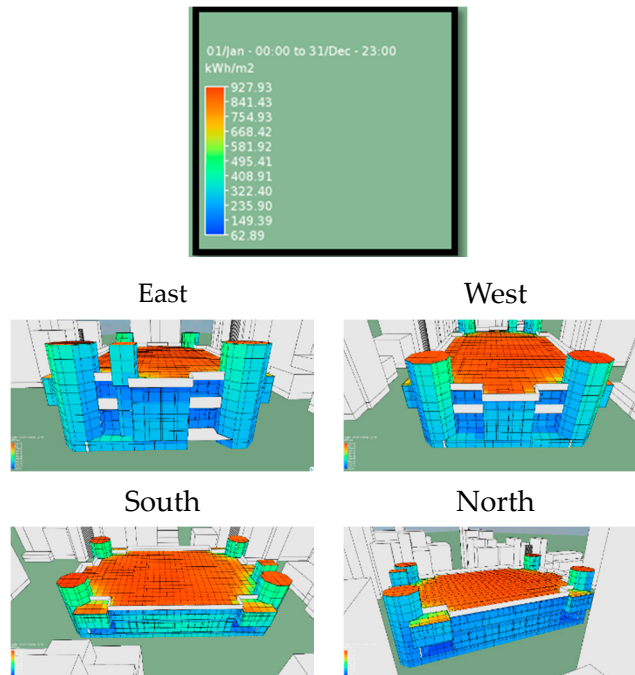 01/Jan - 00:00 to 31/Dec - 23:00
kWh/m2
927.93
841.43
754.93
668.42
581.92
495.41
408.91
322.40
235.90
149.39
62.89
East
West
South
North